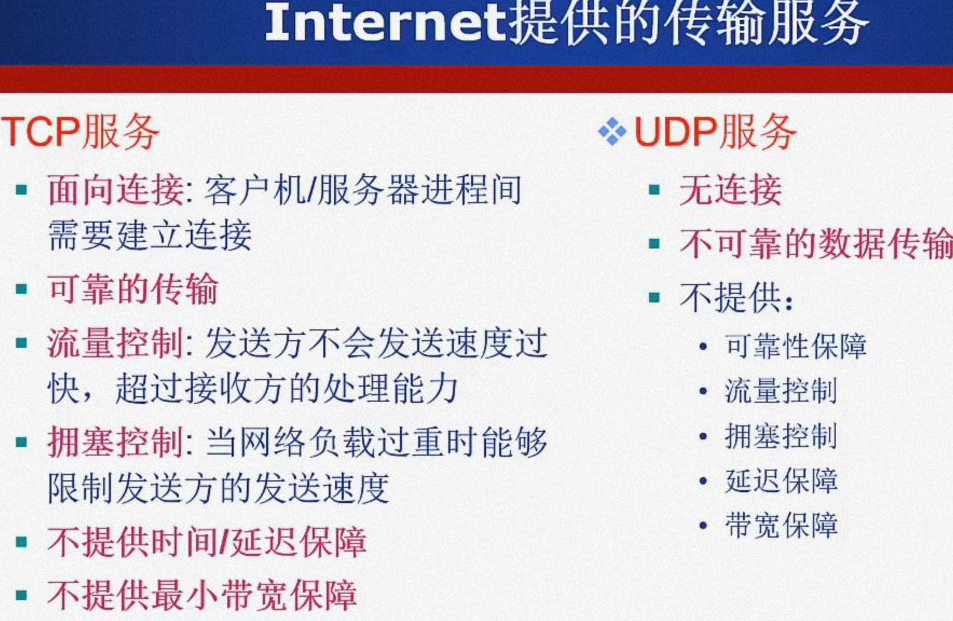 Internet提供的传输服务
TCP服务
面向连接: 客户机/服务器进程间
需要建立连接
可靠的传输
流量控制: 发送方不会发送速度过
快，超过接收方的处理能力
拥塞控制: 当网络负载过重时能够
限制发送方的发送速度
不提供时间/延迟保障
不提供最小带宽保障
UDP服务
无连接
不可靠的数据传输
不提供：
可靠性保障
流量控制
拥塞控制
延迟保障
带宽保障